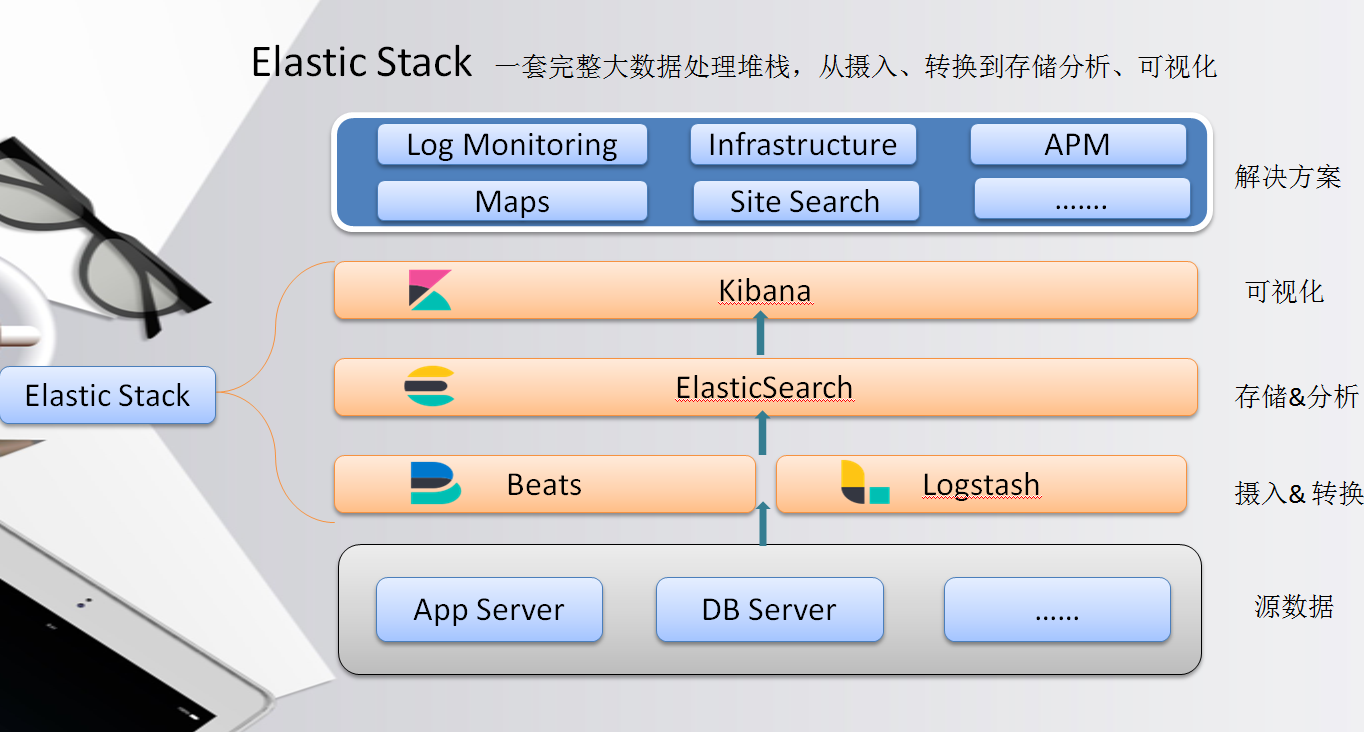 Elastic Stack 一套完整大数据处理堆栈，从摄入、转换到存储分析、可视化
Log Monitoring Infrastructure APM
解决方案
Maps Site Search .......
Kibana 可视化
Elastic Stack
ElasticSearch 存储&分析
Beats Logstash 摄入& 转换
App Server DB Server ...... 源数据